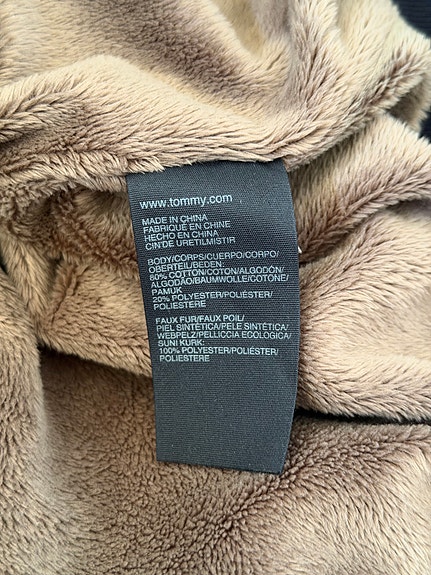 www.tommy.com
MADE IN CHINA
FABRIQUÉ EN CHINE
HECHO EN CHINA
CIN'DE URETILMISTIR
BODY/CORPS/CUERPO/CORPO/
OBERTEIL/BEDEN:
80% COTTON/COTON/ALGODÓN/
ALGODÃO/BAUMWOLLE/COTONE/
PAMUK
20% POLYESTER/POLIÉSTER/
POLIESTERE
FAUX FUR/FAUX POIL/
PIEL SINTÉTICA/PELE SINTÉTICA/
WEBPELZ/PELLICCIA ECOLOGICA/
SUNI KURK:
100% POLYESTER/POLIÉSTER/
POLIESTERE